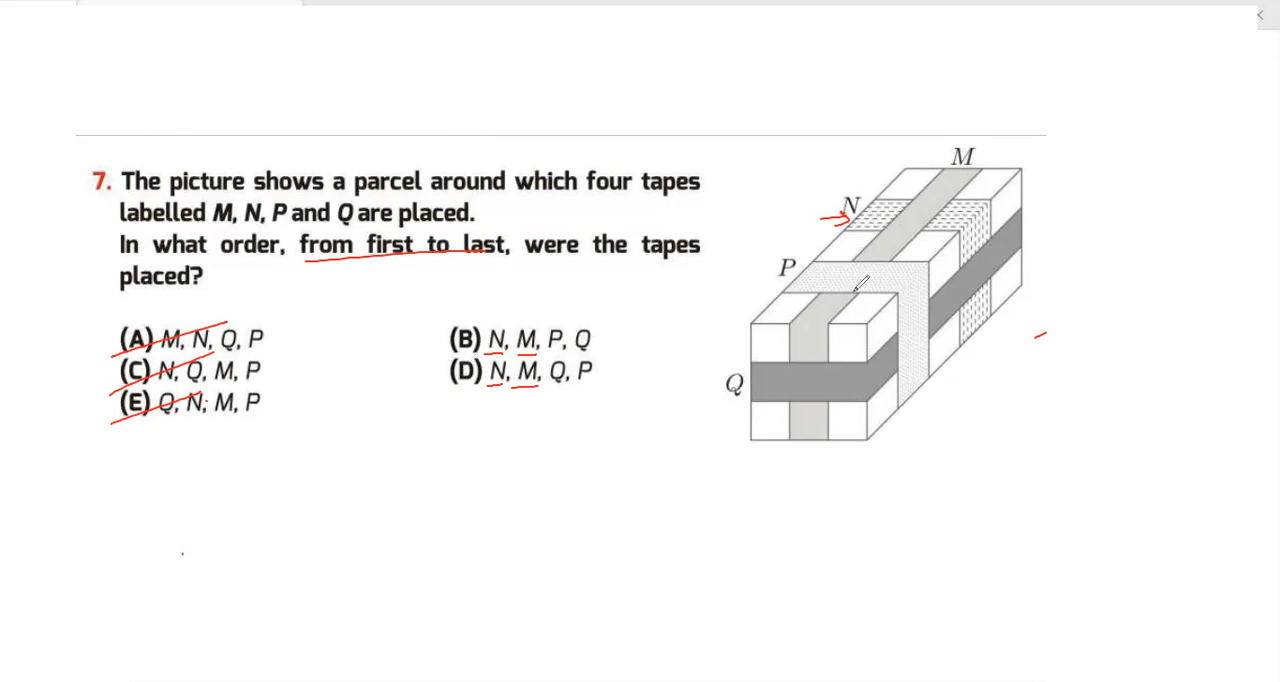 7. The picture shows a parcel around which four tapes
labelled M, N, P and Q are placed.
In what order, from first to last, were the tapes
placed?
(A) M, N, Q, P
(B) N, M, P, Q
(C) N, Q, M, P
(D) N, M, Q, P
(E) Q, N, M, P
M
N
P
Q